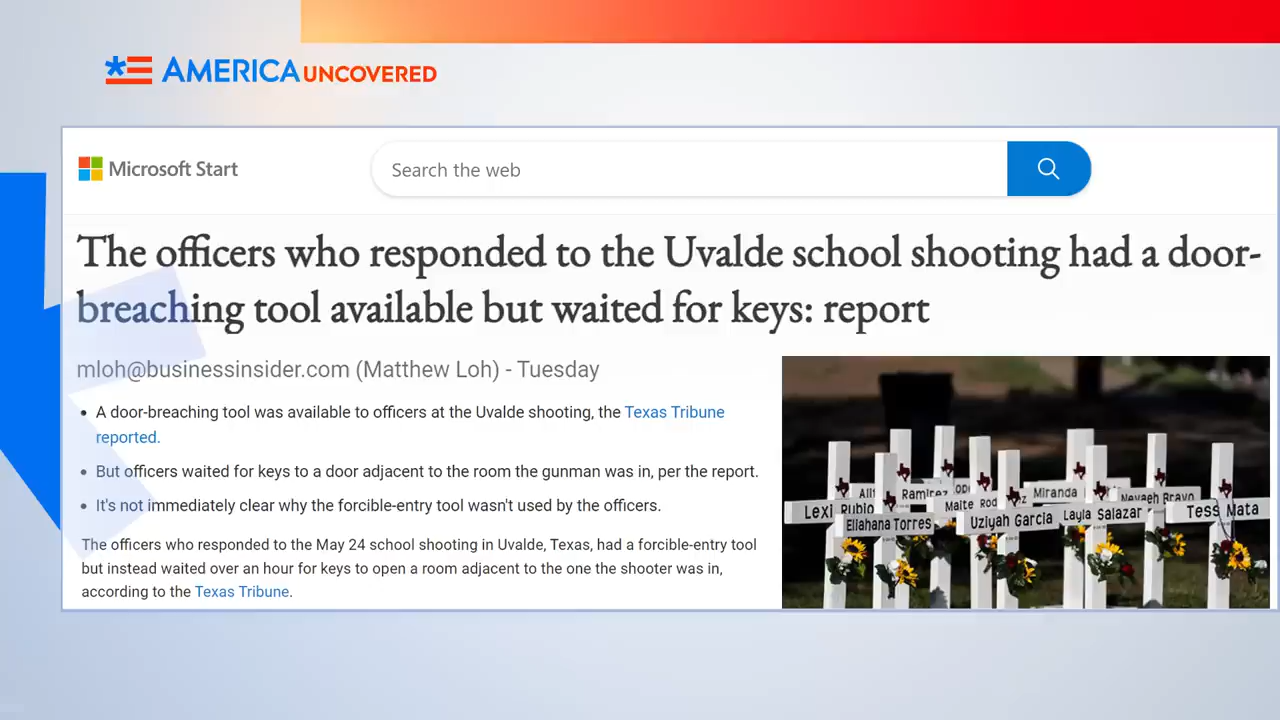 AMERICA UNCOVERED
Microsoft Start
Search the web
The officers who responded to the Uvalde school shooting had a door-
breaching tool available but waited for keys: report
mloh@businessinsider.com (Matthew Loh) - Tuesday
• A door-breaching tool was available to officers at the Uvalde shooting, the Texas Tribune
reported.
• But officers waited for keys to a door adjacent to the room the gunman was in, per the report.
• It's not immediately clear why the forcible-entry tool wasn't used by the officers.
The officers who responded to the May 24 school shooting in Uvalde, Texas, had a forcible-entry tool
but instead waited over an hour for keys to open a room adjacent to the one the shooter was in,
according to the Texas Tribune.
Ramirez
Miranda
Nevaeh Bravo
Maite Rod
Lexi Rubio
Eliahana Torres
Uziyah Garcia
Layla Salazar
Tess Mata